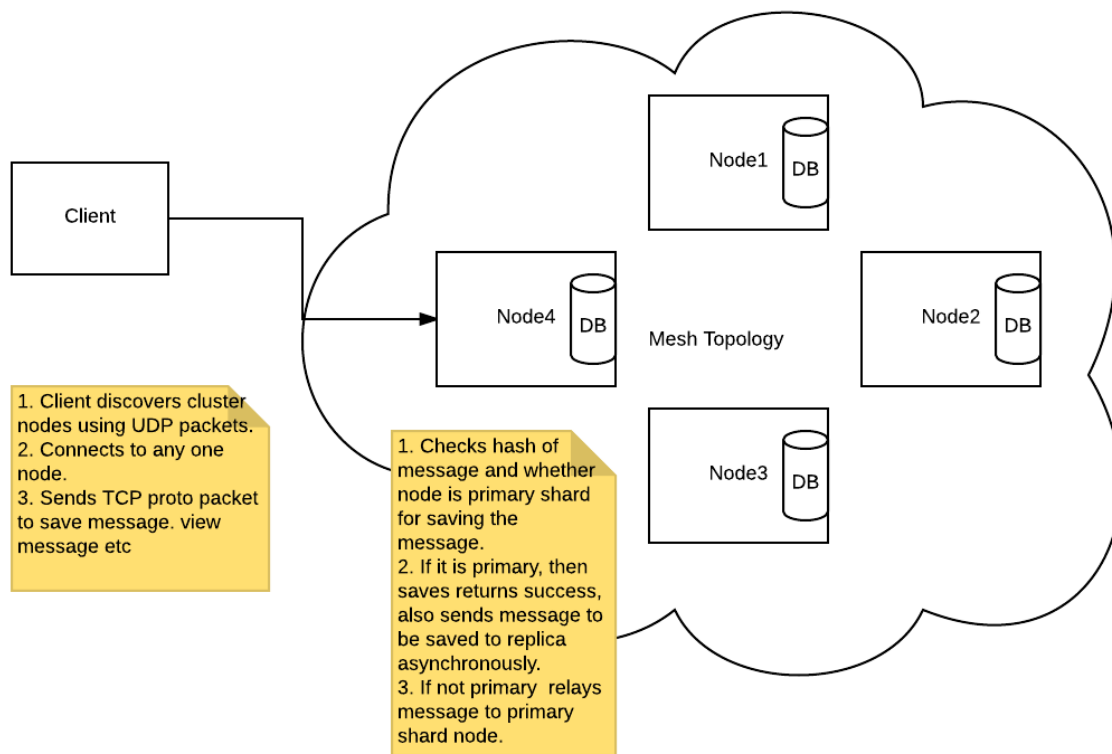 Node1
DB
Client
Node4
DB
Mesh Topology
Node2
DB
Node3
DB
1. Client discovers cluster
nodes using UDP packets.
2. Connects to any one
node.
3. Sends TCP proto packet
to save message. view
message etc
1. Checks hash of
message and whether
node is primary shard
for saving the
message.
2. If it is primary, then
saves returns success,
also sends message to
be saved to replica
asynchronously.
3. If not primary relays
message to primary
shard node.